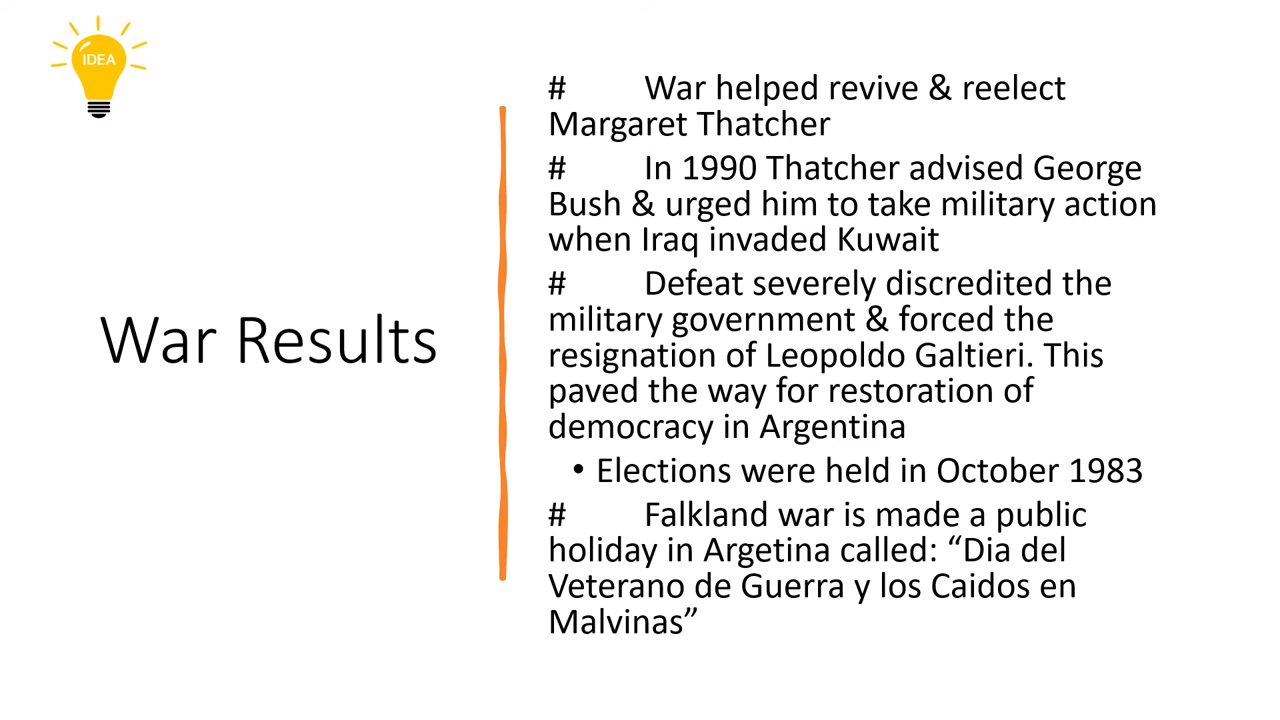 IDEA
War Results
# War helped revive & reelect
Margaret Thatcher
# In 1990 Thatcher advised George
Bush & urged him to take military action
when Iraq invaded Kuwait
# Defeat severely discredited the
military government & forced the
resignation of Leopoldo Galtieri. This
paved the way for restoration of
democracy in Argentina
• Elections were held in October 1983
# Falkland war is made a public
holiday in Argetina called: “Dia del
Veterano de Guerra y los Caidos en
Malvinas”